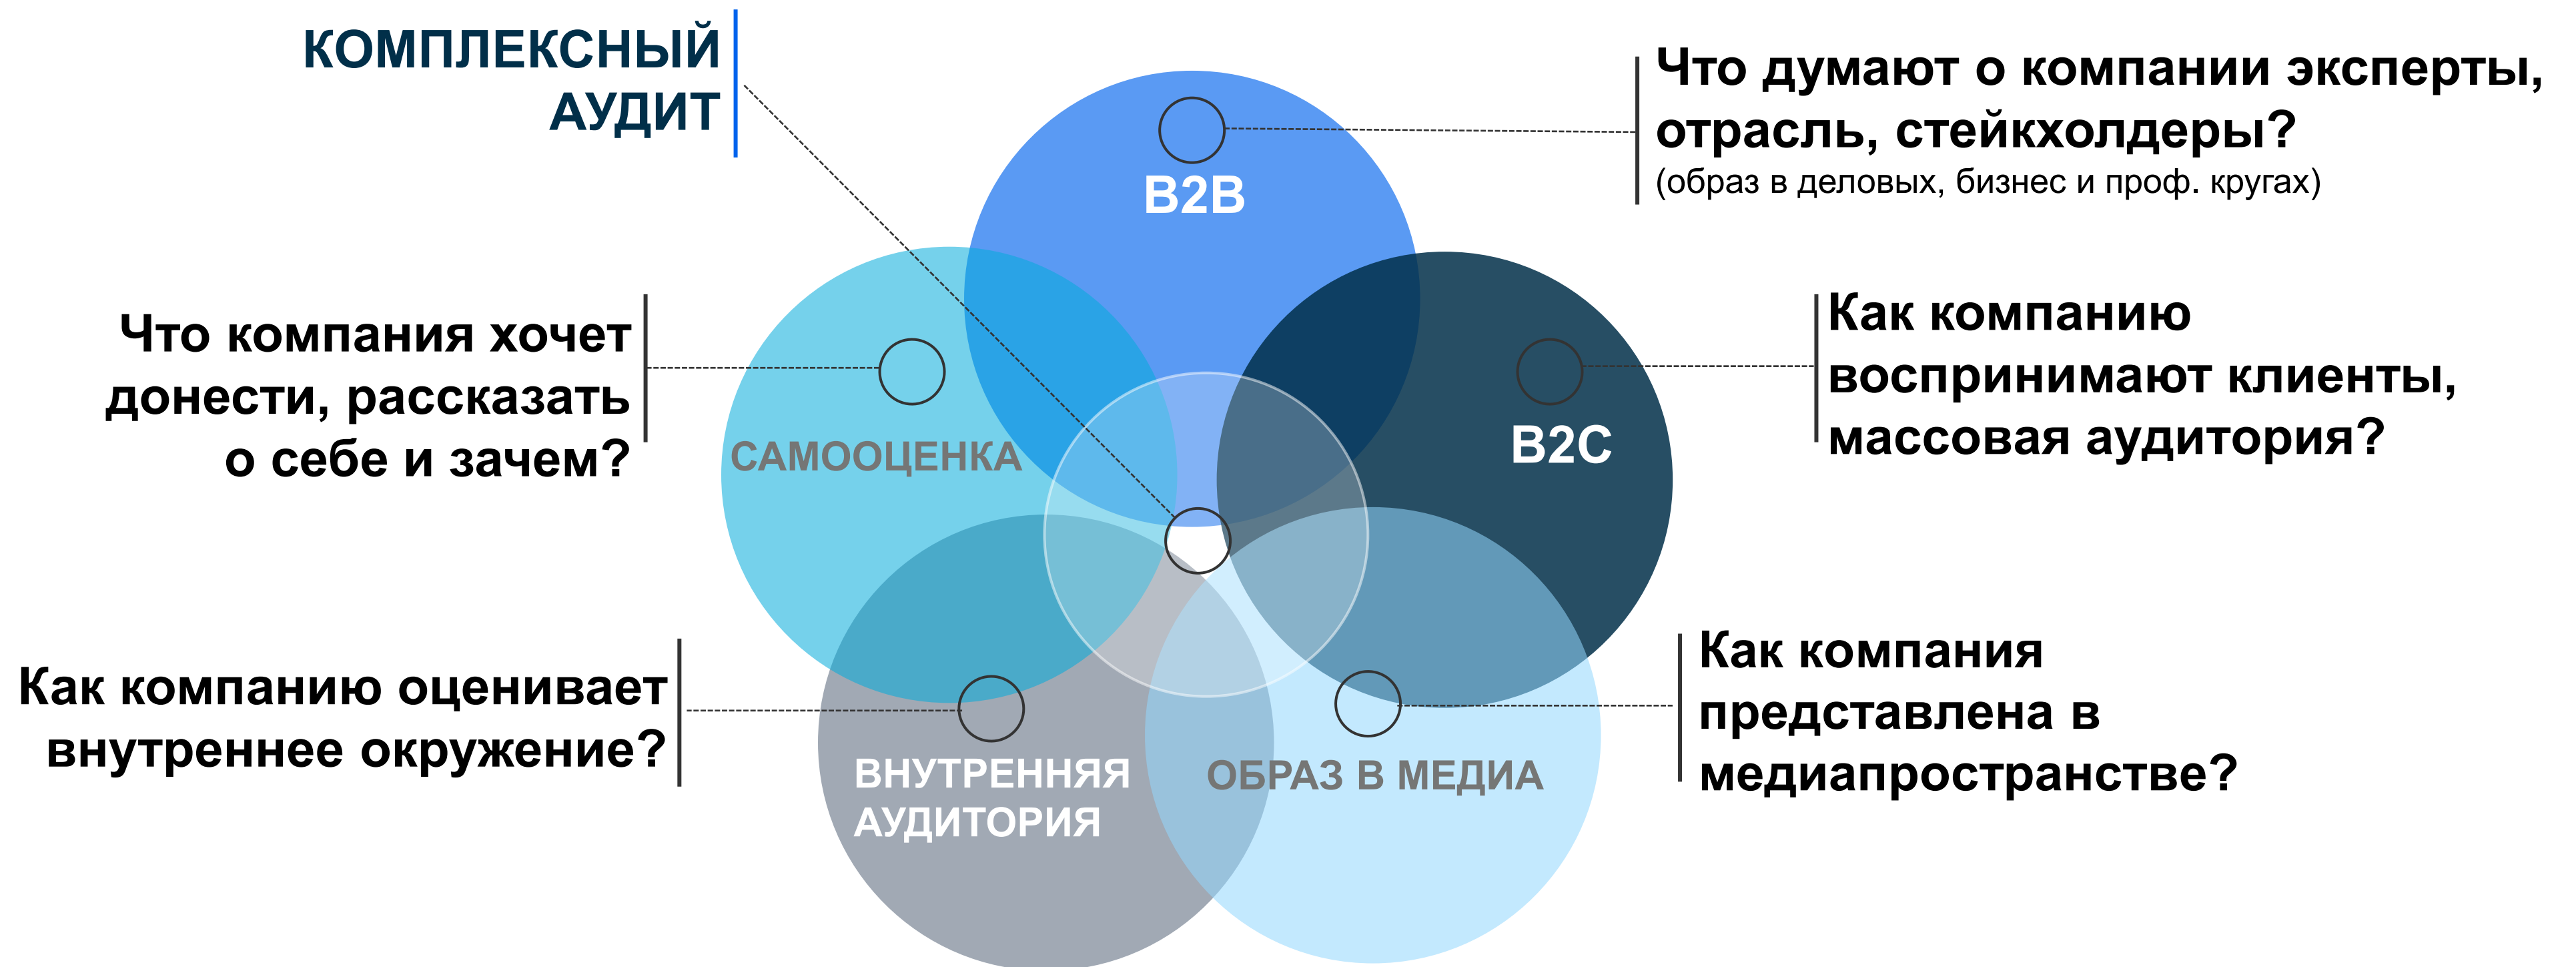 КОМПЛЕКСНЫЙ
АУДИТ
Что думают о компании эксперты,
отрасль, стейкхолдеры?
(образ в деловых, бизнес и проф. кругах)
B2B
Что компания хочет
донести, рассказать
о себе и зачем?
САМООЦЕНКА
Как компанию
воспринимают клиенты,
массовая аудитория?
B2C
Как компанию оценивает
внутреннее окружение?
ВНУТРЕННЯЯ
АУДИТОРИЯ
Как компания
представлена в
медиапространстве?
ОБРАЗ В МЕДИА